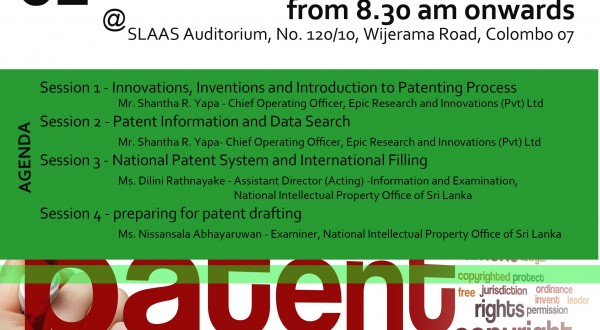 from 8.30 am onwards
@ SLAAS Auditorium, No. 120/10, Wijerama Road, Colombo 07
AGENDA
Session 1 - Innovations, Inventions and Introduction to Patenting Process
Mr. Shantha R. Yapa - Chief Operating Officer, Epic Research and Innovations (Pvt) Ltd
Session 2 - Patent Information and Data Search
Mr. Shantha R. Yapa- Chief Operating Officer, Epic Research and Innovations (Pvt) Ltd
Session 3 - National Patent System and International Filling
Ms. Dilini Rathnayake - Assistant Director (Acting) -Information and Examination,
National Intellectual Property Office of Sri Lanka
Session 4 - preparing for patent drafting
Ms. Nissansala Abhayaruwan - Examiner, National Intellectual Property Office of Sri Lanka
patent
copyrighted protect
free jurisdiction ordinance
invent leader
rights permission
copyright